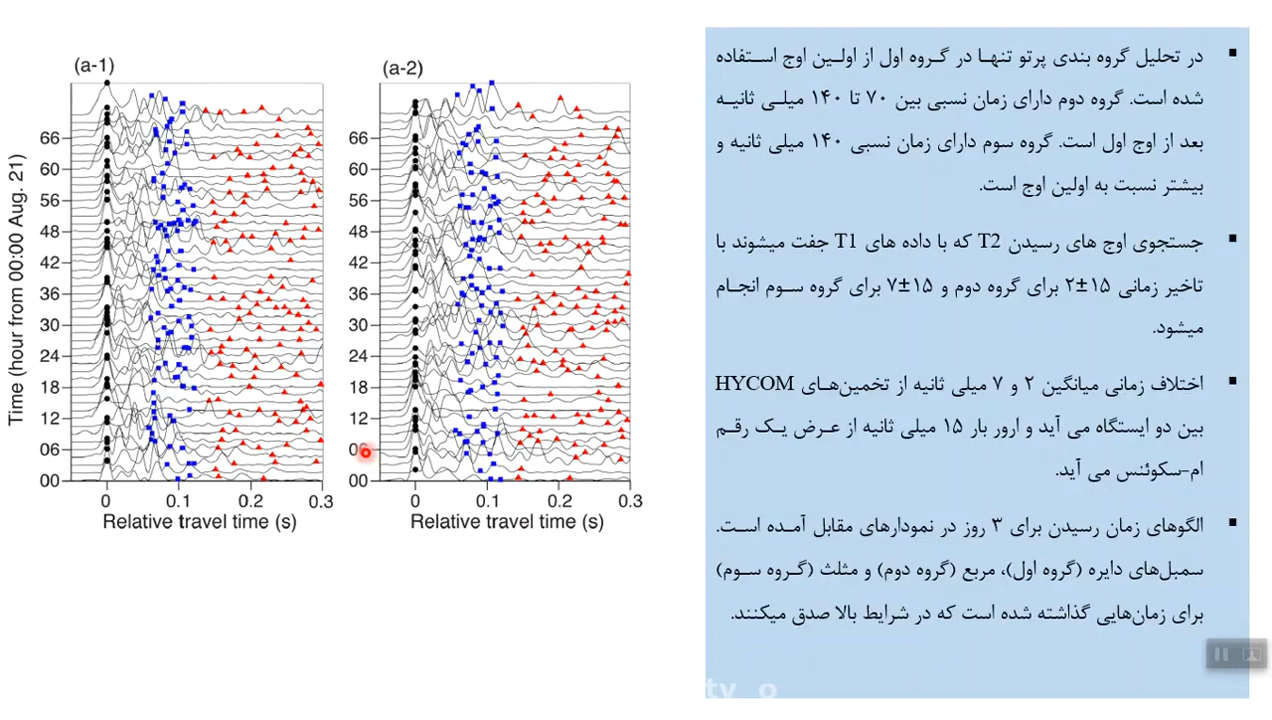 (a-1)
(a-2)
Time (hour from 00:00 Aug. 21)
66
60
56
48
42
36
30
24
18
12
06
00
0
0.1
0.2
0.3
Relative travel time (s)
66
60
56
48
42
36
30
24
18
12
06
00
0
0.1
0.2
0.3
Relative travel time (s)
▪ در تحلیل گروه بندی پرتو تنها در گروه اول از اولین اوج استفاده
شده است. گروه دوم دارای زمان نسبی بین ۷۰ تا ۱۴۰ میلی ثانیه
بعد از اوج اول است. گروه سوم دارای زمان نسبی ۱۴۰ میلی ثانیه و
بیشتر نسبت به اولین اوج است.
▪ جستجوی اوج های رسیدن T2 که با داده های T1 جفت میشوند با
تاخیر زمانی ۱۵±۲ برای گروه دوم و ۱۵±۷ برای گروه سوم انجام
میشود.
▪ اختلاف زمانی میانگین ۲ و ۷ میلی ثانیه از تخمین‌های HYCOM
بین دو ایستگاه می آید و ارور بار ۱۵ میلی ثانیه از عرض یک رقم
ام-سکوئنس می آید.
▪ الگوهای زمان رسیدن برای ۳ روز در نمودارهای مقابل آمده است.
سمبل‌های دایره (گروه اول)، مربع (گروه دوم) و مثلث (گروه سوم)
برای زمان‌هایی گذاشته شده است که در شرایط بالا صدق میکنند.
ty_o